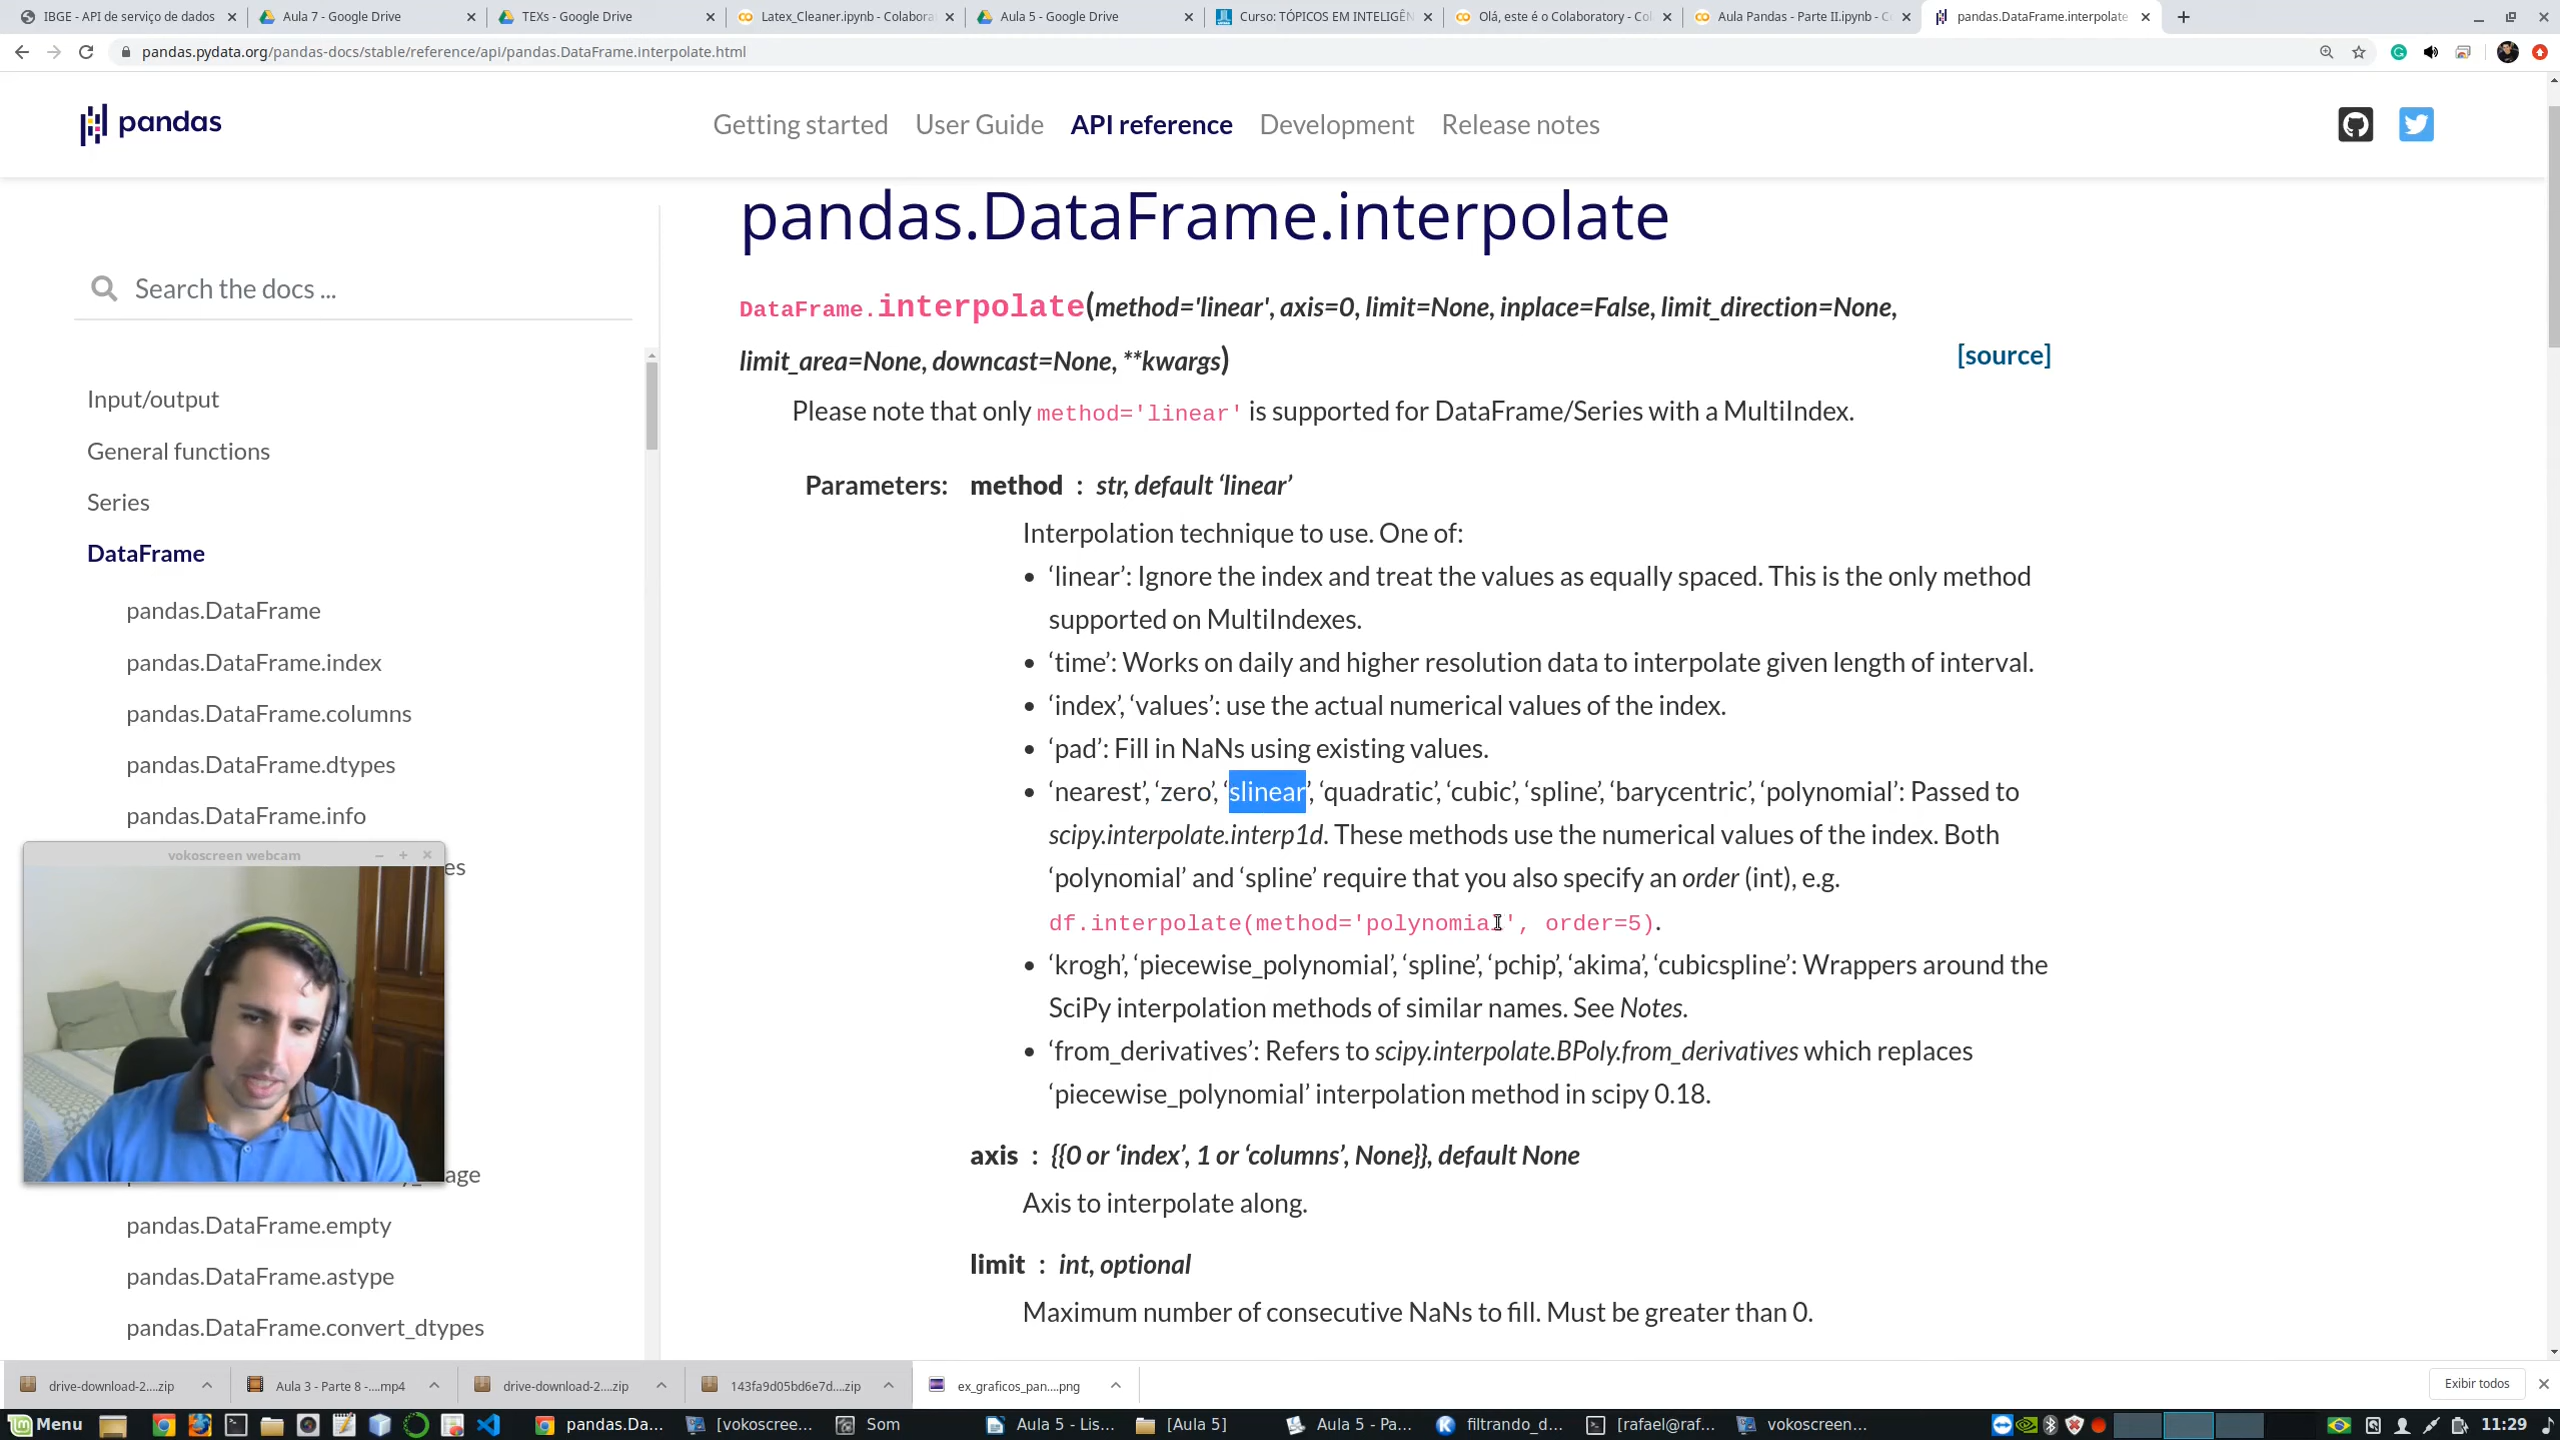 IBGE - API de serviço de dados
Aula 7 - Google Drive
TEXs - Google Drive
Latex_Cleaner.ipynb - Colabora
Aula 5 - Google Drive
Curso: TÓPICOS EM INTELIGÊN
Olá, este é o Colaboratory - Col
Aula Pandas - Parte II.ipynb - C
pandas.DataFrame.interpolate
pandas.pydata.org/pandas-docs/stable/reference/api/pandas.DataFrame.interpolate.html
pandas
Getting started User Guide API reference Development Release notes
Search the docs ...
Input/output
General functions
Series
DataFrame
pandas.DataFrame
pandas.DataFrame.index
pandas.DataFrame.columns
pandas.DataFrame.dtypes
pandas.DataFrame.info
es
vokoscreen webcam
age
pandas.DataFrame.empty
pandas.DataFrame.astype
pandas.DataFrame.convert_dtypes
pandas.DataFrame.interpolate
DataFrame.interpolate(method='linear', axis=0, limit=None, inplace=False, limit_direction=None,
limit_area=None, downcast=None, **kwargs)
[source]
Please note that only method='linear' is supported for DataFrame/Series with a MultiIndex.
Parameters: method : str, default ‘linear’
Interpolation technique to use. One of:
• ‘linear’: Ignore the index and treat the values as equally spaced. This is the only method
supported on MultiIndexes.
• ‘time’: Works on daily and higher resolution data to interpolate given length of interval.
• ‘index’, ‘values’: use the actual numerical values of the index.
• ‘pad’: Fill in NaNs using existing values.
• ‘nearest’, ‘zero’, ‘slinear’, ‘quadratic’, ‘cubic’, ‘spline’, ‘barycentric’, ‘polynomial’: Passed to
scipy.interpolate.interp1d. These methods use the numerical values of the index. Both
‘polynomial’ and ‘spline’ require that you also specify an order (int), e.g.
df.interpolate(method='polynomial', order=5).
• ‘krogh’, ‘piecewise_polynomial’, ‘spline’, ‘pchip’, ‘akima’, ‘cubicspline’: Wrappers around the
SciPy interpolation methods of similar names. See Notes.
• ‘from_derivatives’: Refers to scipy.interpolate.BPoly.from_derivatives which replaces
‘piecewise_polynomial’ interpolation method in scipy 0.18.
axis : {{0 or ‘index’, 1 or ‘columns’, None}}, default None
Axis to interpolate along.
limit : int, optional
Maximum number of consecutive NaNs to fill. Must be greater than 0.
drive-download-2....zip
Aula 3 - Parte 8 -....mp4
drive-download-2....zip
143fa9d05bd6e7d....zip
ex_graficos_pan....png
Exibir todos
Menu
pandas.Da...
[vokoscree...
Som
Aula 5 - Lis...
[Aula 5]
Aula 5 - Pa...
filtrando_d...
[rafael@raf...
vokoscreen...
11:29